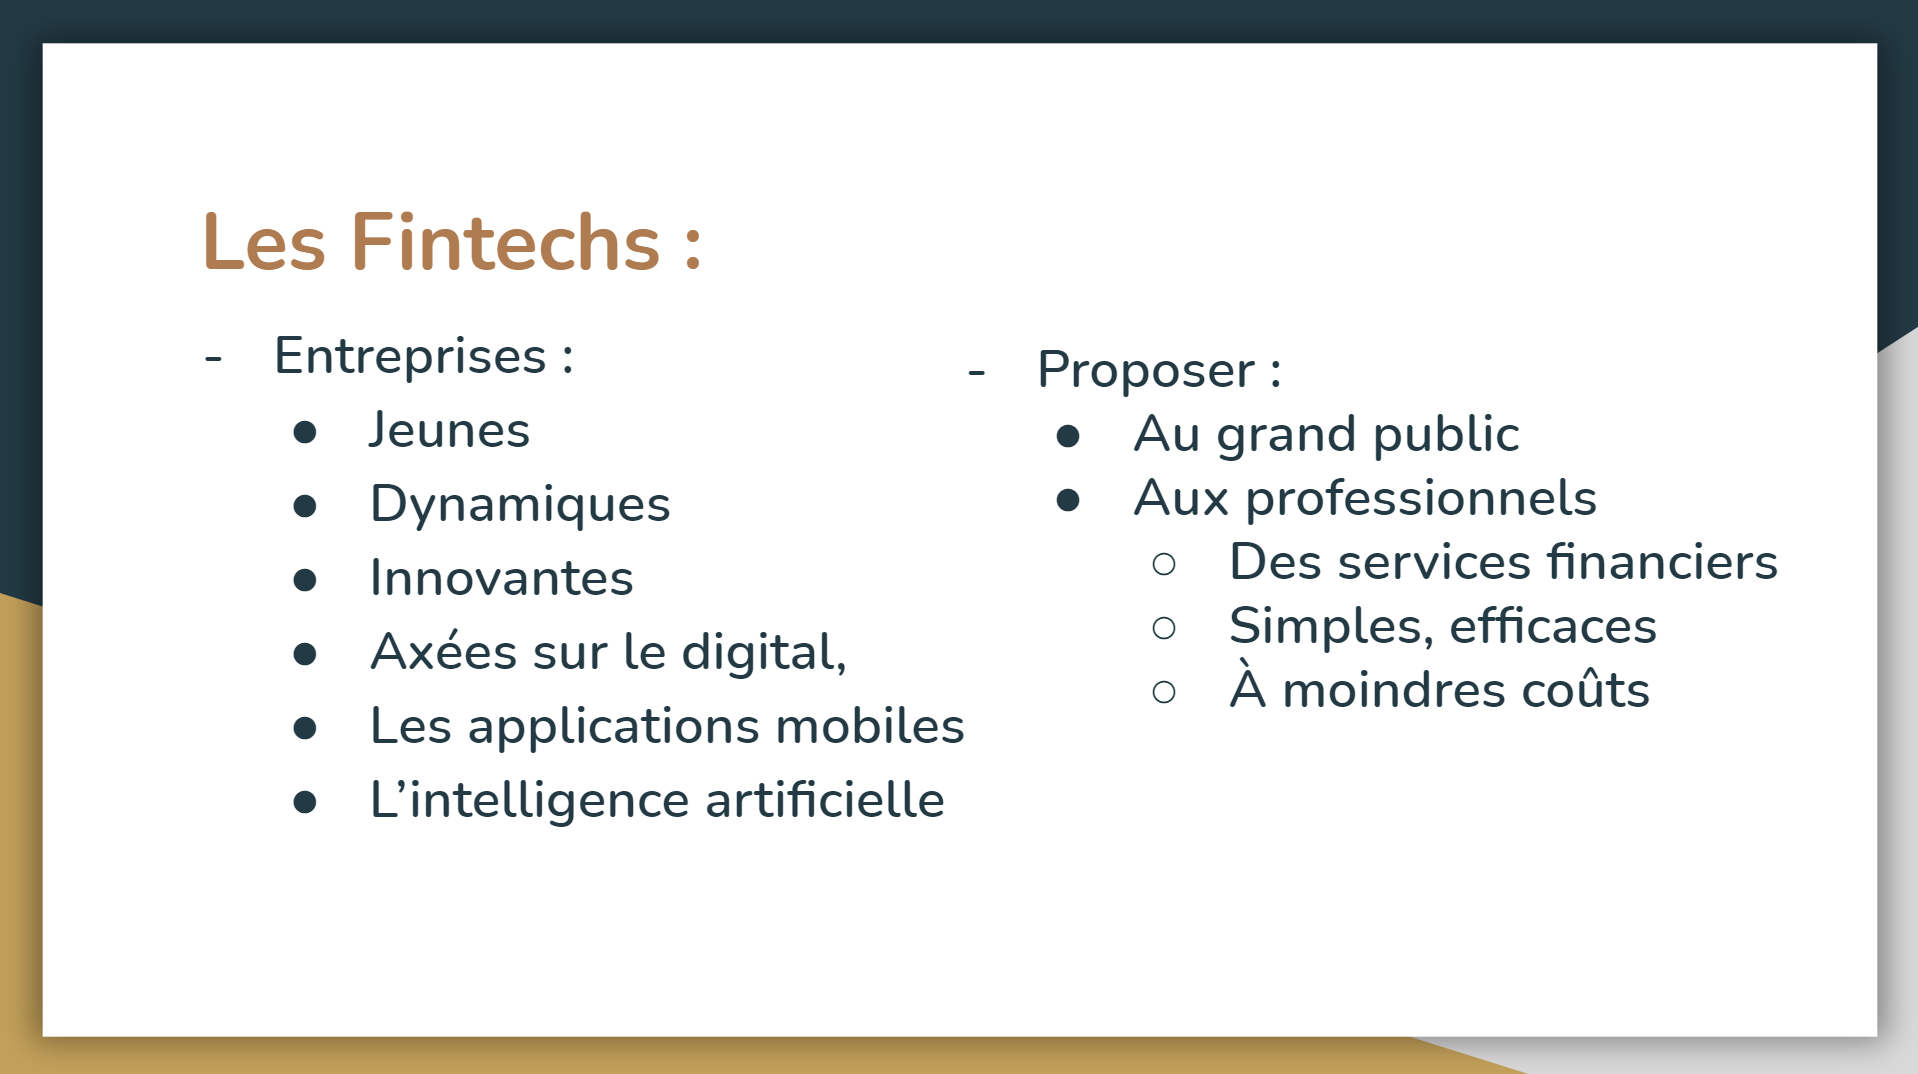 Les Fintechs :
- Entreprises :
● Jeunes
● Dynamiques
● Innovantes
● Axées sur le digital,
● Les applications mobiles
● L’intelligence artificielle
- Proposer :
● Au grand public
● Aux professionnels
○ Des services financiers
○ Simples, efficaces
○ À moindres coûts